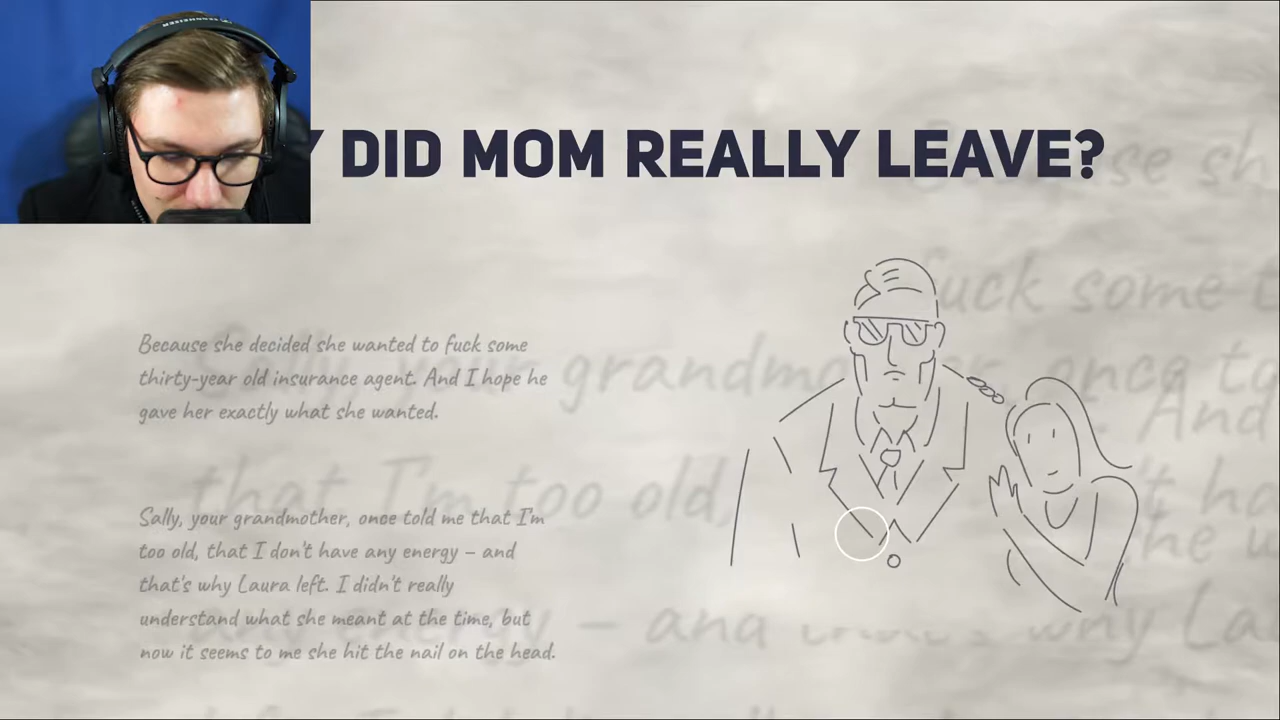 DID MOM REALLY LEAVE?
Because she decided she wanted to fuck some
thirty-year old insurance agent. And I hope he
gave her exactly what she wanted.
Sally, your grandmother, once told me that I'm
too old, that I don't have any energy – and
that's why Laura left. I didn't really
understand what she meant at the time, but
now it seems to me she hit the nail on the head.